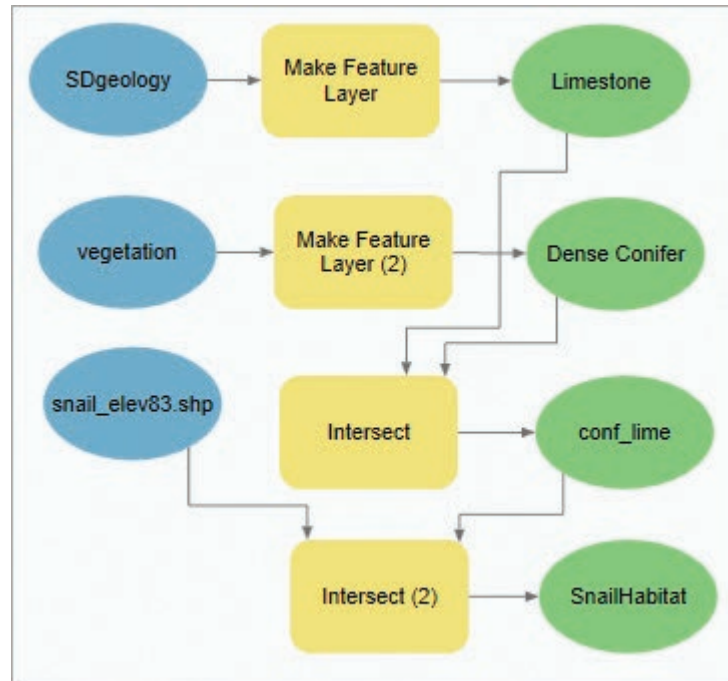 SDgeology
Make Feature
Layer
Limestone
vegetation
Make Feature
Layer (2)
Dense Conifer
snail_elev83.shp
Intersect
conf_lime
Intersect (2)
SnailHabitat